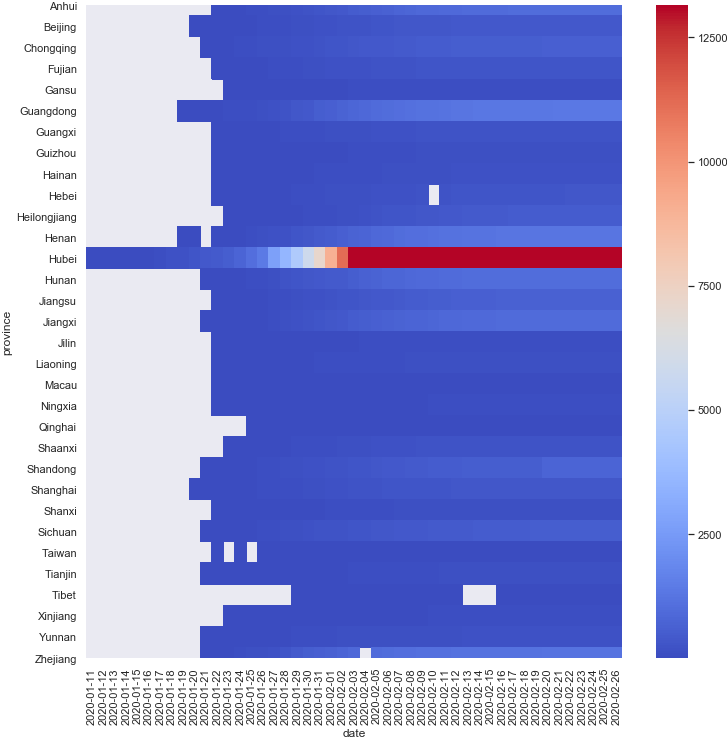 Anhui
Beijing
Chongqing
Fujian
Gansu
Guangdong
Guangxi
Guizhou
Hainan
Hebei
Heilongjiang
Henan
Hubei
Hunan
Jiangsu
Jiangxi
Jilin
Liaoning
Macau
Ningxia
Qinghai
Shaanxi
Shandong
Shanghai
Shanxi
Sichuan
Taiwan
Tianjin
Tibet
Xinjiang
Yunnan
Zhejiang
province
2020-01-11
2020-01-12
2020-01-13
2020-01-14
2020-01-15
2020-01-16
2020-01-17
2020-01-18
2020-01-19
2020-01-20
2020-01-21
2020-01-22
2020-01-23
2020-01-24
2020-01-25
2020-01-26
2020-01-27
2020-01-28
2020-01-29
2020-01-30
2020-01-31
2020-02-01
2020-02-02
2020-02-03
2020-02-04
2020-02-05
2020-02-06
2020-02-07
2020-02-08
2020-02-09
2020-02-10
2020-02-11
2020-02-12
2020-02-13
2020-02-14
2020-02-15
2020-02-16
2020-02-17
2020-02-18
2020-02-19
2020-02-20
2020-02-21
2020-02-22
2020-02-23
2020-02-24
2020-02-25
2020-02-26
date
12500
10000
7500
5000
2500